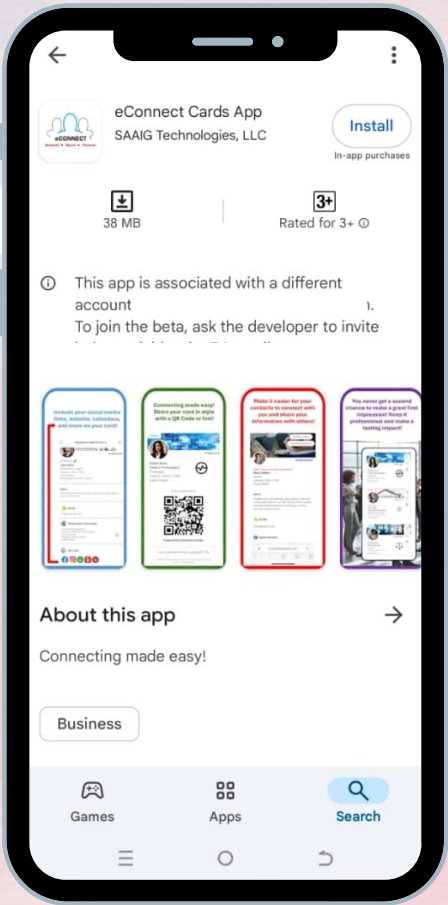 eConnect Cards App
SAAIG Technologies, LLC
Install
In-app purchases
eCONNECT
38 MB
3+
Rated for 3+
This app is associated with a different
account
To join the beta, ask the developer to invite
Include your social media
links, website, calendars,
and more on your card!
Connecting made easy!
Share your card in style
with a QR Code or link!
Make it easier for your
contacts to connect with
you and share your
information with others!
You never get a second
chance to make a great first
impression! Keep it
professional and make a
lasting impact!
About this app
Connecting made easy!
Business
Games
Apps
Search